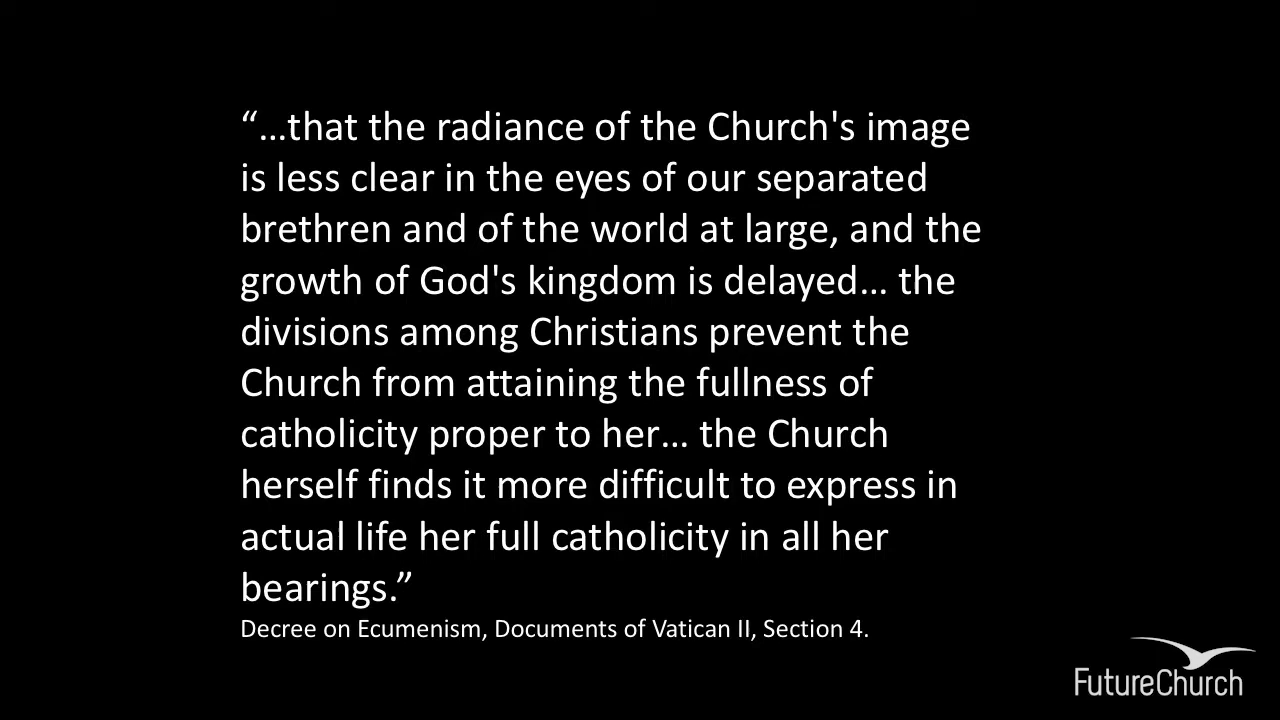 “…that the radiance of the Church's image
is less clear in the eyes of our separated
brethren and of the world at large, and the
growth of God's kingdom is delayed… the
divisions among Christians prevent the
Church from attaining the fullness of
catholicity proper to her… the Church
herself finds it more difficult to express in
actual life her full catholicity in all her
bearings.”
Decree on Ecumenism, Documents of Vatican II, Section 4.
FutureChurch